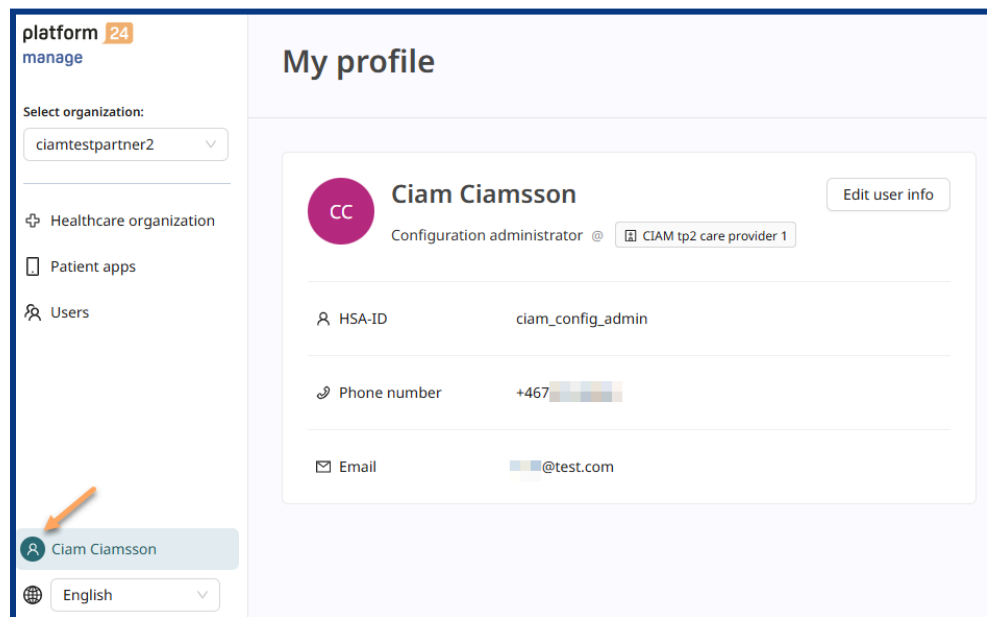 platform 24
manage
Select organization:
ciamtestpartner2
Healthcare organization
Patient apps
Users
Ciam Ciamsson
English
My profile
CC
Ciam Ciamsson
Edit user info
Configuration administrator @ CIAM tp2 care provider 1
HSA-ID ciam_config_admin
Phone number +467
Email @test.com